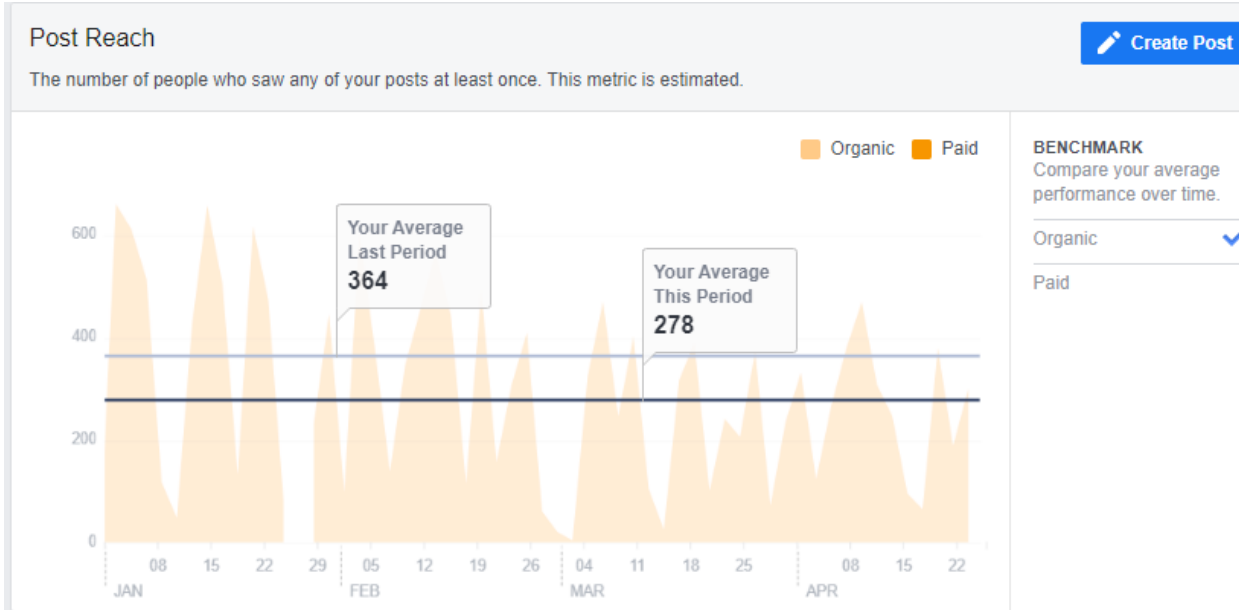 Post Reach
Create Post
The number of people who saw any of your posts at least once. This metric is estimated.
Organic Paid
BENCHMARK
Compare your average
performance over time.
Organic
Paid
600
400
200
0
Your Average
Last Period
364
Your Average
This Period
278
08 15 22 29 05 12 19 26 04 11 18 25 08 15 22
JAN FEB MAR APR